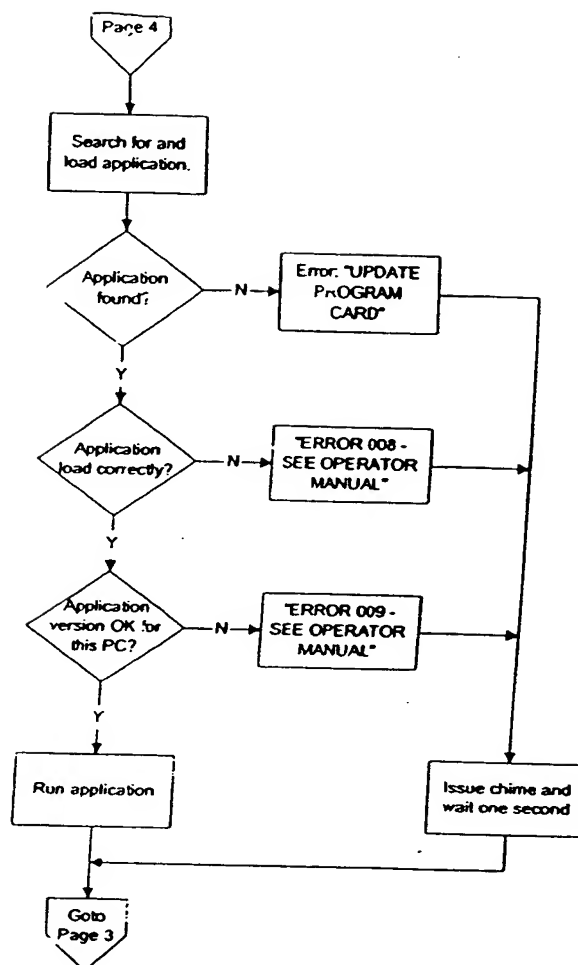 Page 4
Search for and
load application.
Application
found?
N
Error: "UPDATE
PROGRAM
CARD"
Y
Application
load correctly?
N
"ERROR 008 -
SEE OPERATOR
MANUAL"
Y
Application
version OK for
this PC?
N
"ERROR 009 -
SEE OPERATOR
MANUAL"
Y
Run application
Issue chime and
wait one second
Goto
Page 3